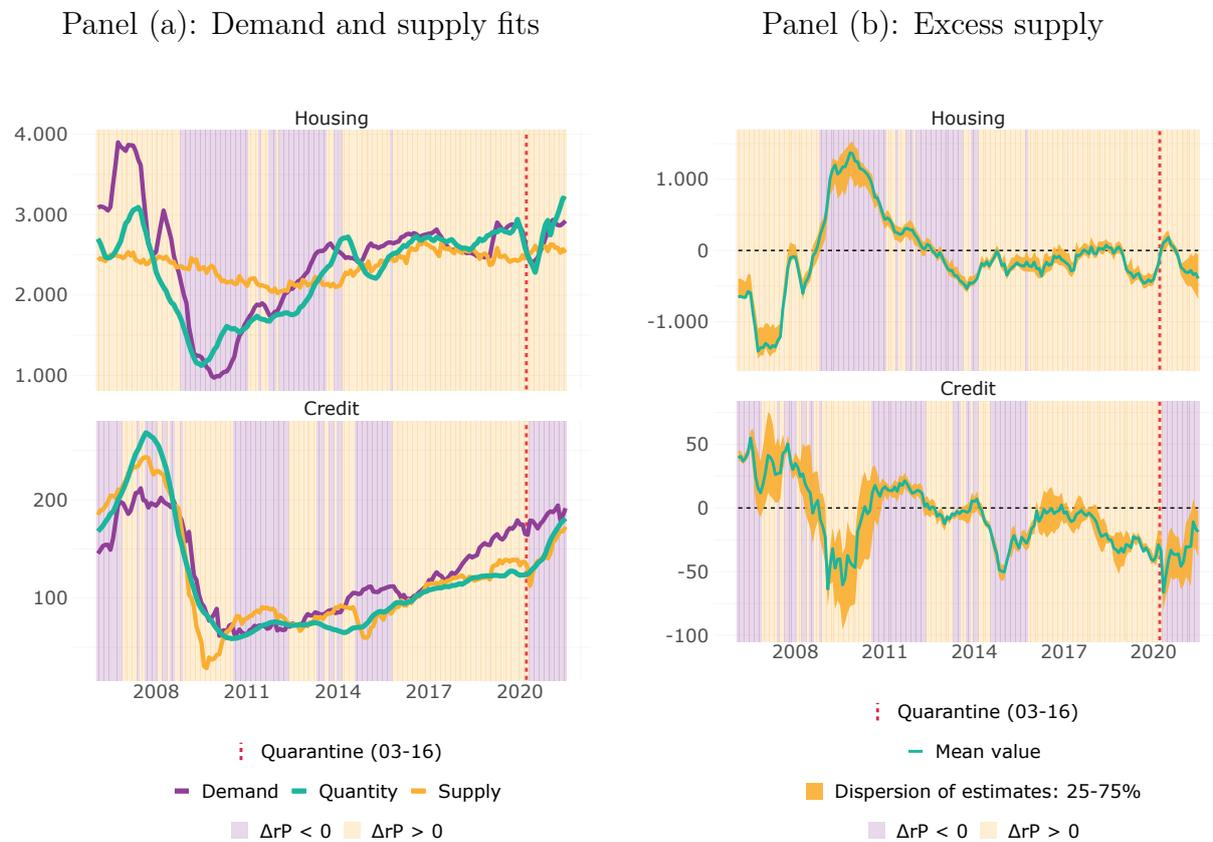 Panel (a): Demand and supply fits
Housing
4.000
3.000
2.000
1.000
Credit
200
100
2008 2011 2014 2017 2020
Quarantine (03-16)
Demand Quantity Supply
ΔrP < 0 ΔrP > 0
Panel (b): Excess supply
Housing
1.000
0
-1.000
Credit
50
0
-50
-100
2008 2011 2014 2017 2020
Quarantine (03-16)
Mean value
Dispersion of estimates: 25-75%
ΔrP < 0 ΔrP > 0